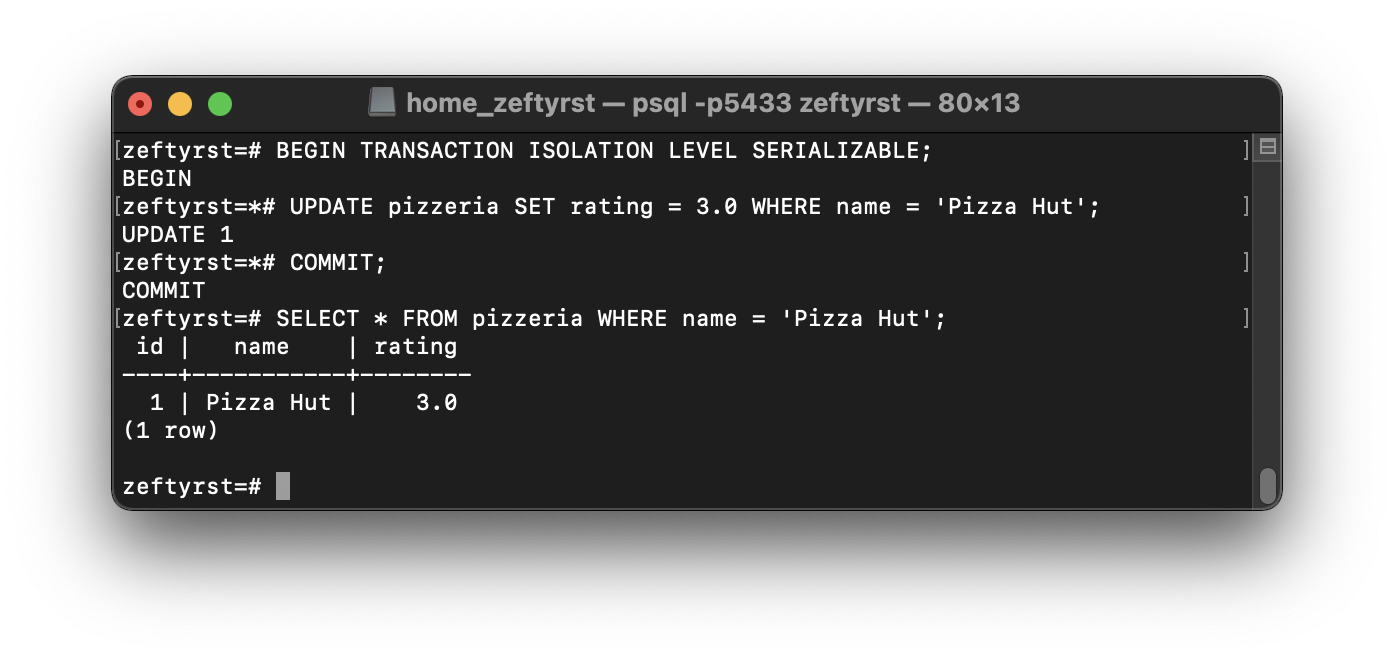 home_zeftyrst — psql -p5433 zeftyrst — 80×13
[zeftyrst=# BEGIN TRANSACTION ISOLATION LEVEL SERIALIZABLE; ]
BEGIN
[zeftyrst=*# UPDATE pizzeria SET rating = 3.0 WHERE name = 'Pizza Hut'; ]
UPDATE 1
[zeftyrst=*# COMMIT; ]
COMMIT
[zeftyrst=# SELECT * FROM pizzeria WHERE name = 'Pizza Hut'; ]
 id |   name    | rating
----+-----------+--------
  1 | Pizza Hut |    3.0
(1 row)
zeftyrst=#